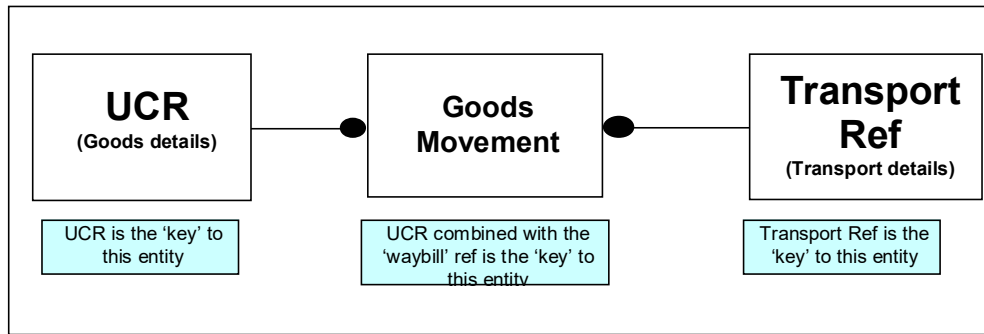 UCR
(Goods details)
Goods
Movement
Transport
Ref
(Transport details)
UCR is the ‘key’ to
this entity
UCR combined with the
‘waybill’ ref is the ‘key’ to
this entity
Transport Ref is the
‘key’ to this entity